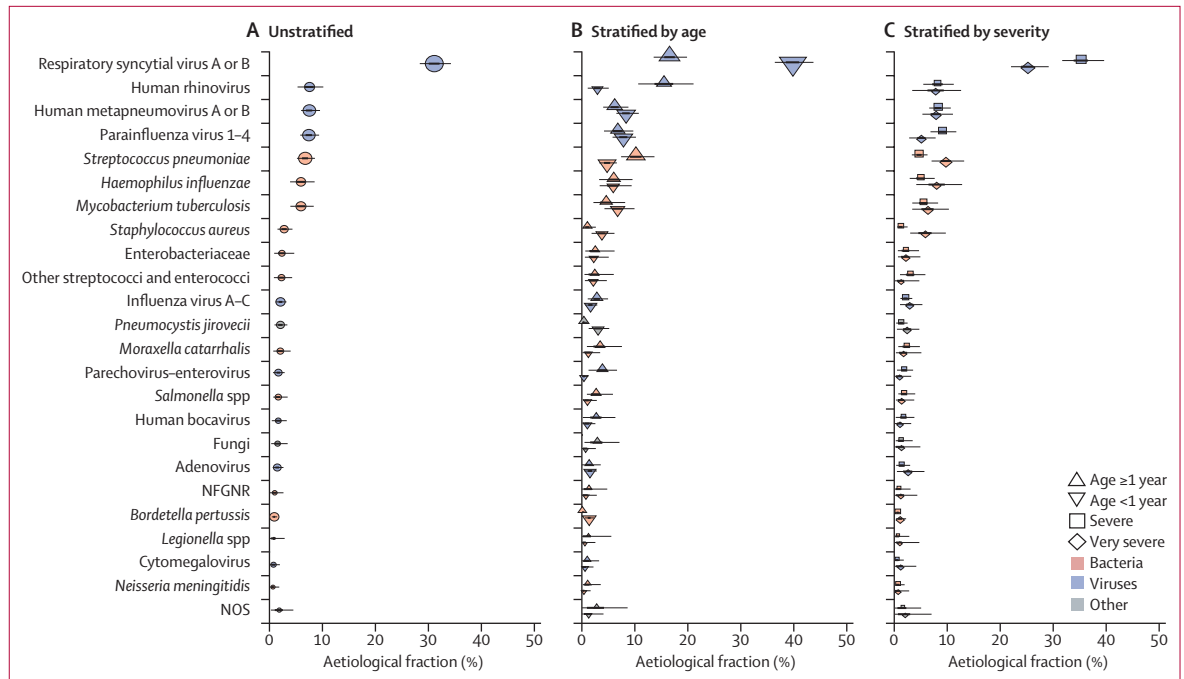 A Unstratified
B Stratified by age
C Stratified by severity
Respiratory syncytial virus A or B
Human rhinovirus
Human metapneumovirus A or B
Parainfluenza virus 1–4
Streptococcus pneumoniae
Haemophilus influenzae
Mycobacterium tuberculosis
Staphylococcus aureus
Enterobacteriaceae
Other streptococci and enterococci
Influenza virus A–C
Pneumocystis jirovecii
Moraxella catarrhalis
Parechovirus–enterovirus
Salmonella spp
Human bocavirus
Fungi
Adenovirus
NFGNR
Bordetella pertussis
Legionella spp
Cytomegalovirus
Neisseria meningitidis
NOS
Age ≥1 year
Age <1 year
Severe
Very severe
Bacteria
Viruses
Other
0 10 20 30 40 50
0 10 20 30 40 50
0 10 20 30 40 50
Aetiological fraction (%)
Aetiological fraction (%)
Aetiological fraction (%)